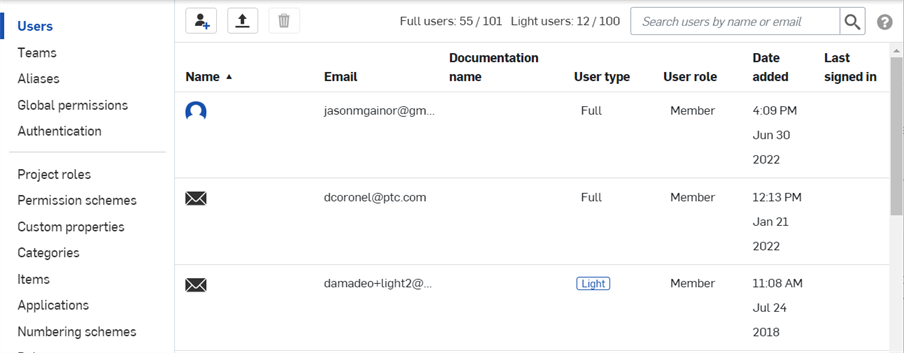 Users
Teams
Aliases
Global permissions
Authentication
Project roles
Permission schemes
Custom properties
Categories
Items
Applications
Numbering schemes
Full users: 55 / 101 Light users: 12 / 100 Search users by name or email ?
Name ▲ Email Documentation name User type User role Date added Last signed in
jasonmgainor@gm... Full Member 4:09 PM
Jun 30
2022
dcoronel@ptc.com Full Member 12:13 PM
Jan 21
2022
damadeo+light2@... Light Member 11:08 AM
Jul 24
2018